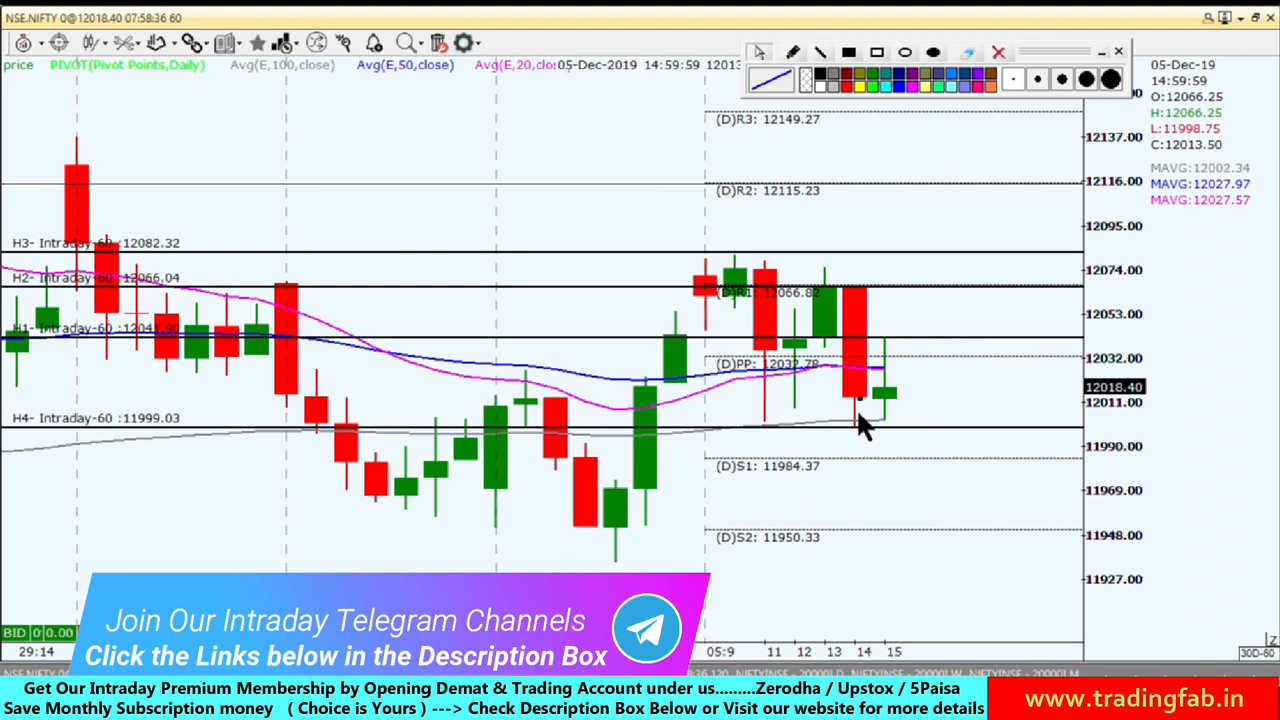 NSE.NIFTY 0@12018.40 07:58:36 60
price PIVOT(Pivot Points,Daily) Avg(E,100,close) Avg(E,50,close) Avg(E,20,clo: 05-Dec-2019 14:59:59 12013
05-Dec-19
14:59:59
O:12066.25
H:12066.25
L:11998.75
C:12013.50
MAVG:12002.34
MAVG:12027.97
MAVG:12027.57
(D)R3: 12149.27
(D)R2: 12115.23
H3- Intraday-60 :12082.32
H2- Intraday-60 :12066.04
(D)R1: 12066.82
H1- Intraday-60 :12041.90
(D)PP: 12032.78
H4- Intraday-60 :11999.03
(D)S1: 11984.37
(D)S2: 11950.33
12137.00
12116.00
12095.00
12074.00
12053.00
12032.00
12018.40
12011.00
11990.00
11969.00
11948.00
11927.00
BID 0 0.00
29:14 05:9 11 12 13 14 15
30D-60
Join Our Intraday Telegram Channels
Click the Links below in the Description Box
Get Our Intraday Premium Membership by Opening Demat & Trading Account under us.........Zerodha / Upstox / 5Paisa
Save Monthly Subscription money ( Choice is Yours ) ---> Check Description Box Below or Visit our website for more details
www.tradingfab.in